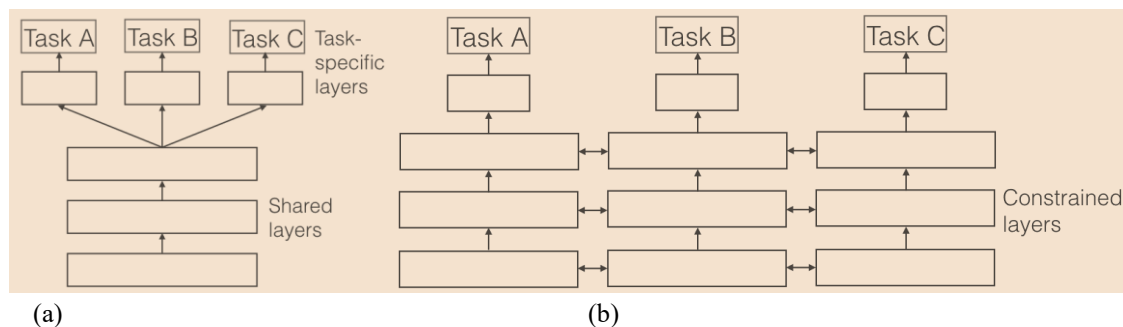 Task A Task B Task C Task-
specific
layers
Shared
layers
Task A Task B Task C
Constrained
layers
(a) (b)